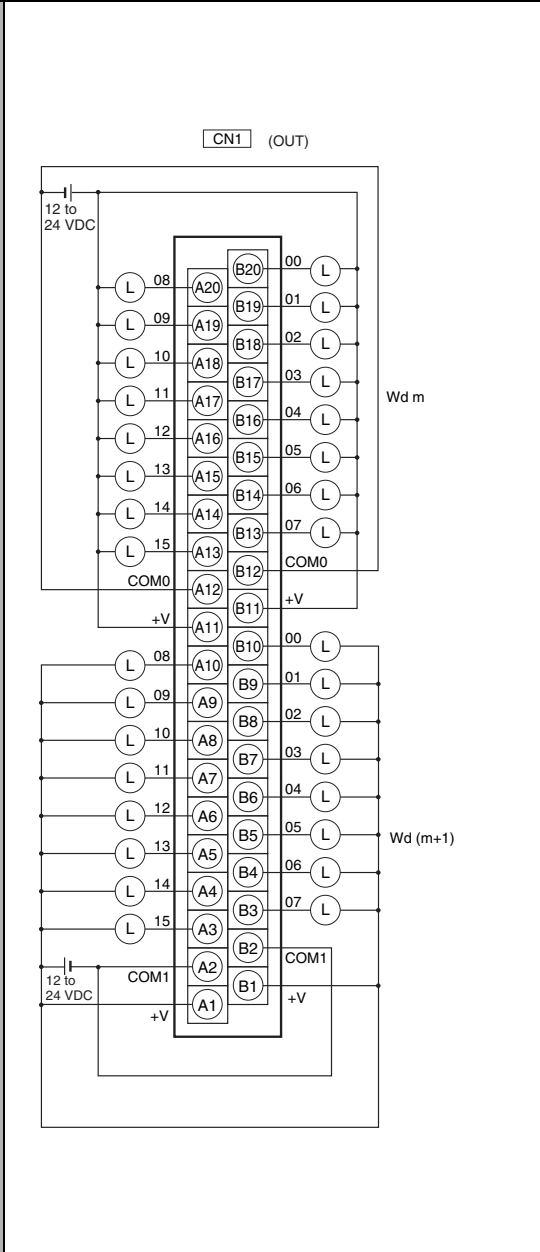 CN1 (OUT)
12 to
24 VDC
B20 00 L
L 08 A20
B19 01 L
L 09 A19
B18 02 L
L 10 A18
B17 03 L
L 11 A17
Wd m
B16 04 L
L 12 A16
B15 05 L
L 13 A15
B14 06 L
L 14 A14
B13 07 L
L 15 A13
B12 COM0
COM0 A12
B11 +V
+V A11
B10 00 L
L 08 A10
B9 01 L
L 09 A9
B8 02 L
L 10 A8
B7 03 L
L 11 A7
B6 04 L
L 12 A6
B5 05 L
Wd (m+1)
L 13 A5
B4 06 L
L 14 A4
B3 07 L
L 15 A3
B2 COM1
COM1 A2
12 to
24 VDC
B1 +V
+V A1